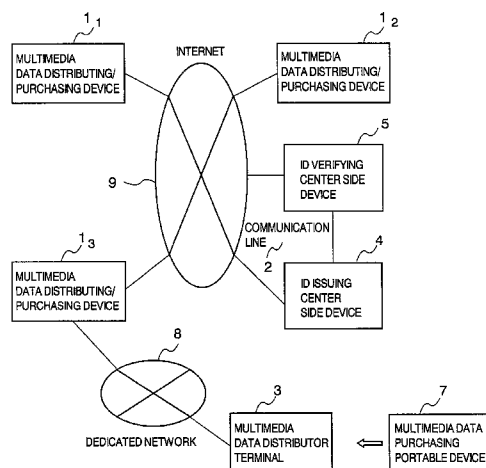 1 1
MULTIMEDIA
DATA DISTRIBUTING/
PURCHASING DEVICE
INTERNET
1 2
MULTIMEDIA
DATA DISTRIBUTING/
PURCHASING DEVICE
5
ID VERIFYING
CENTER SIDE
DEVICE
9
COMMUNICATION
LINE
2
4
ID ISSUING
CENTER
SIDE DEVICE
1 3
MULTIMEDIA
DATA DISTRIBUTING/
PURCHASING DEVICE
8
DEDICATED NETWORK
3
MULTIMEDIA
DATA DISTRIBUTOR
TERMINAL
7
MULTIMEDIA DATA
PURCHASING
PORTABLE DEVICE